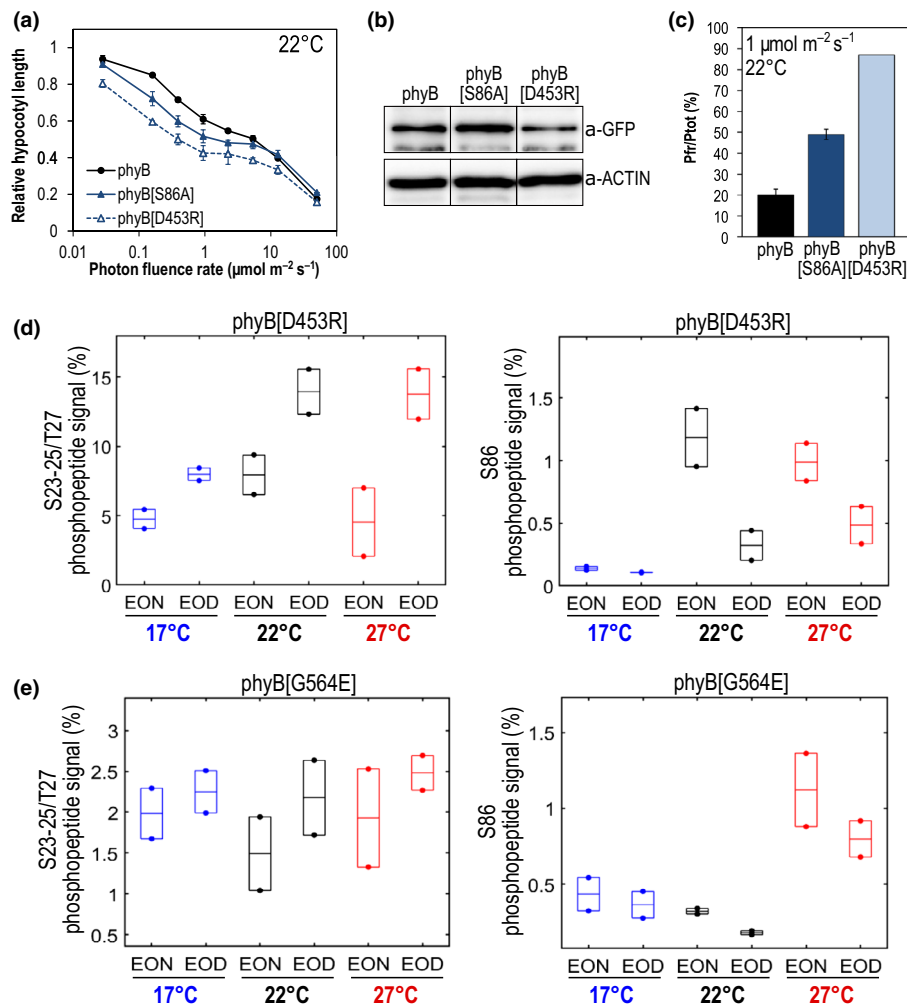 (a)
22°C
Relative hypocotyl length
1
0.8
0.6
0.4
0.2
0
phyB
phyB[S86A]
phyB[D453R]
0.01 0.1 1 10 100
Photon fluence rate (µmol m−2 s−1)
(b)
phyB
phyB
[S86A]
phyB
[D453R]
a-GFP
a-ACTIN
(c)
1 µmol m−2 s−1
22°C
Pfr/Ptot (%)
100
90
80
70
60
50
40
30
20
10
0
phyB
phyB
[S86A]
phyB
[D453R]
(d)
phyB[D453R]
S23-25/T27
phosphopeptide signal (%)
15
10
5
0
EON EOD EON EOD EON EOD
17°C 22°C 27°C
phyB[D453R]
S86
phosphopeptide signal (%)
1.5
1
0.5
0
EON EOD EON EOD EON EOD
17°C 22°C 27°C
(e)
phyB[G564E]
S23-25/T27
phosphopeptide signal (%)
3
2.5
2
1.5
1
0.5
EON EOD EON EOD EON EOD
17°C 22°C 27°C
phyB[G564E]
S86
phosphopeptide signal (%)
1.5
1
0.5
EON EOD EON EOD EON EOD
17°C 22°C 27°C